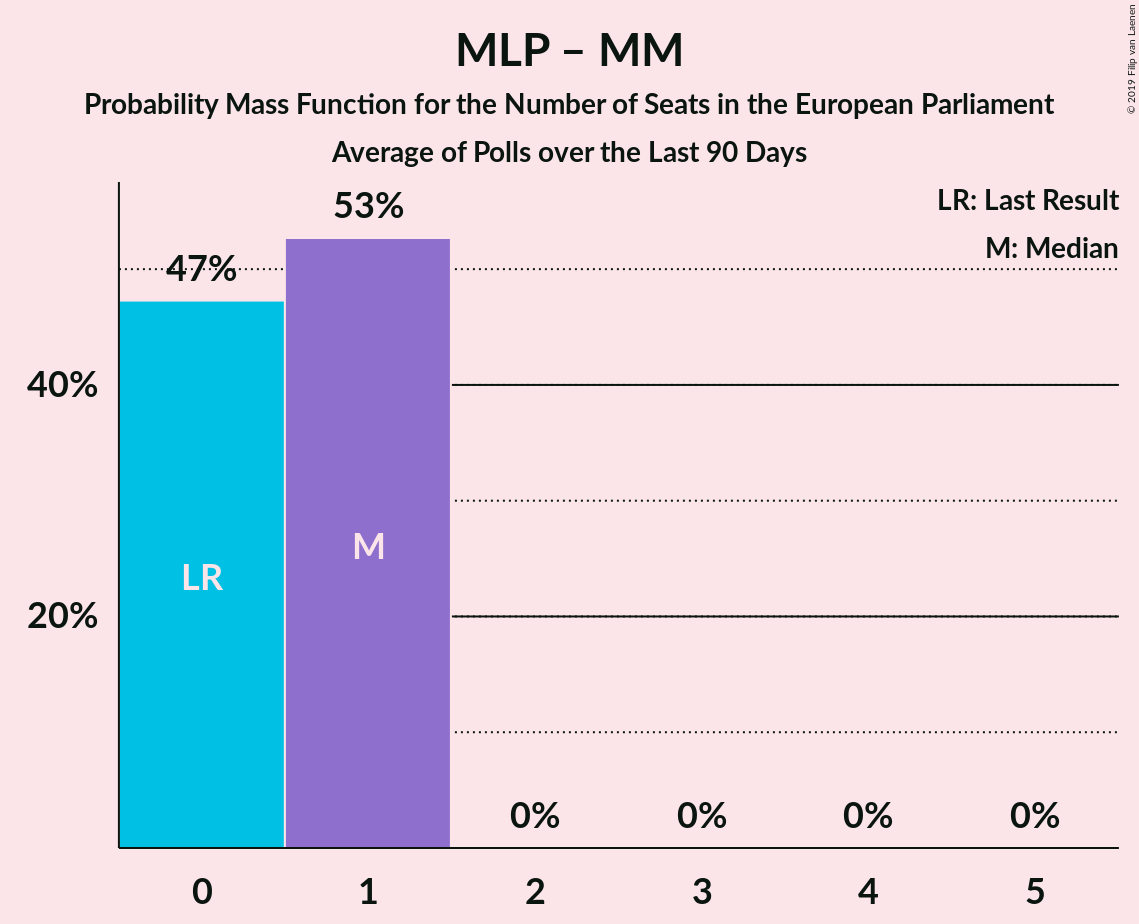 MLP – MM
Probability Mass Function for the Number of Seats in the European Parliament
Average of Polls over the Last 90 Days
© 2019 Filip van Laenen
LR: Last Result
M: Median
53%
47%
40%
20%
LR
M
0%
0%
0%
0%
0
1
2
3
4
5